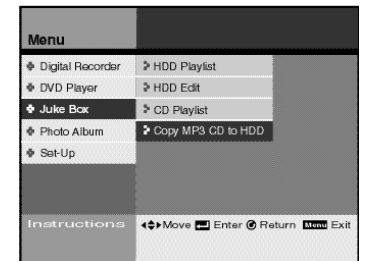 Menu
Digital Recorder
HDD Playlist
DVD Player
HDD Edit
Juke Box
CD Playlist
Photo Album
Copy MP3 CD to HDD
Set-Up
Instructions
Move Enter Return Menu Exit